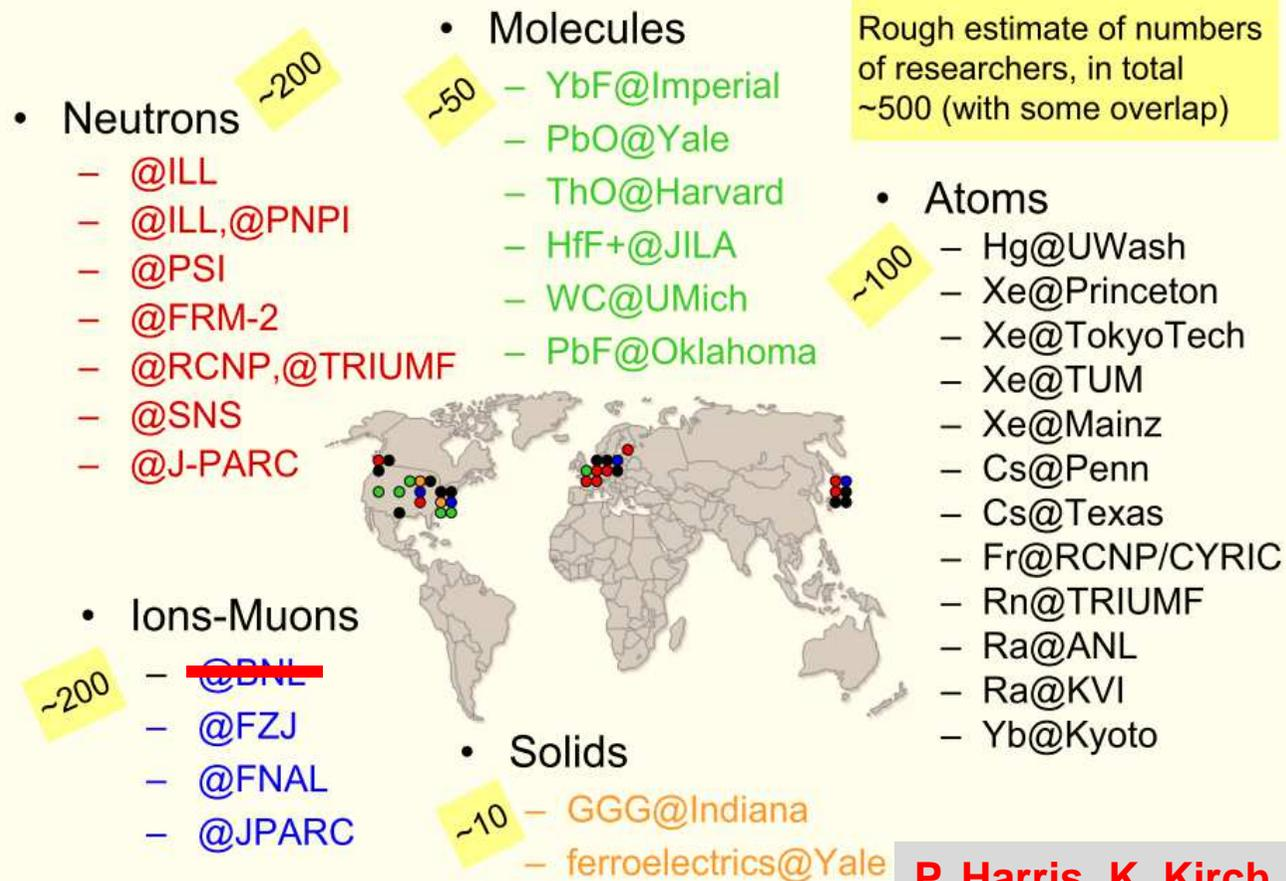 • Neutrons
~200
– @ILL
– @ILL,@PNPI
– @PSI
– @FRM-2
– @RCNP,@TRIUMF
– @SNS
– @J-PARC
• Molecules
~50
– YbF@Imperial
– PbO@Yale
– ThO@Harvard
– HfF+@JILA
– WC@UMich
– PbF@Oklahoma
Rough estimate of numbers
of researchers, in total
~500 (with some overlap)
• Atoms
~100
– Hg@UWash
– Xe@Princeton
– Xe@TokyoTech
– Xe@TUM
– Xe@Mainz
– Cs@Penn
– Cs@Texas
– Fr@RCNP/CYRIC
– Rn@TRIUMF
– Ra@ANL
– Ra@KVI
– Yb@Kyoto
• Ions-Muons
~200
– @BNL
– @FZJ
– @FNAL
– @JPARC
• Solids
~10
– GGG@Indiana
– ferroelectrics@Yale
P. Harris, K. Kirch